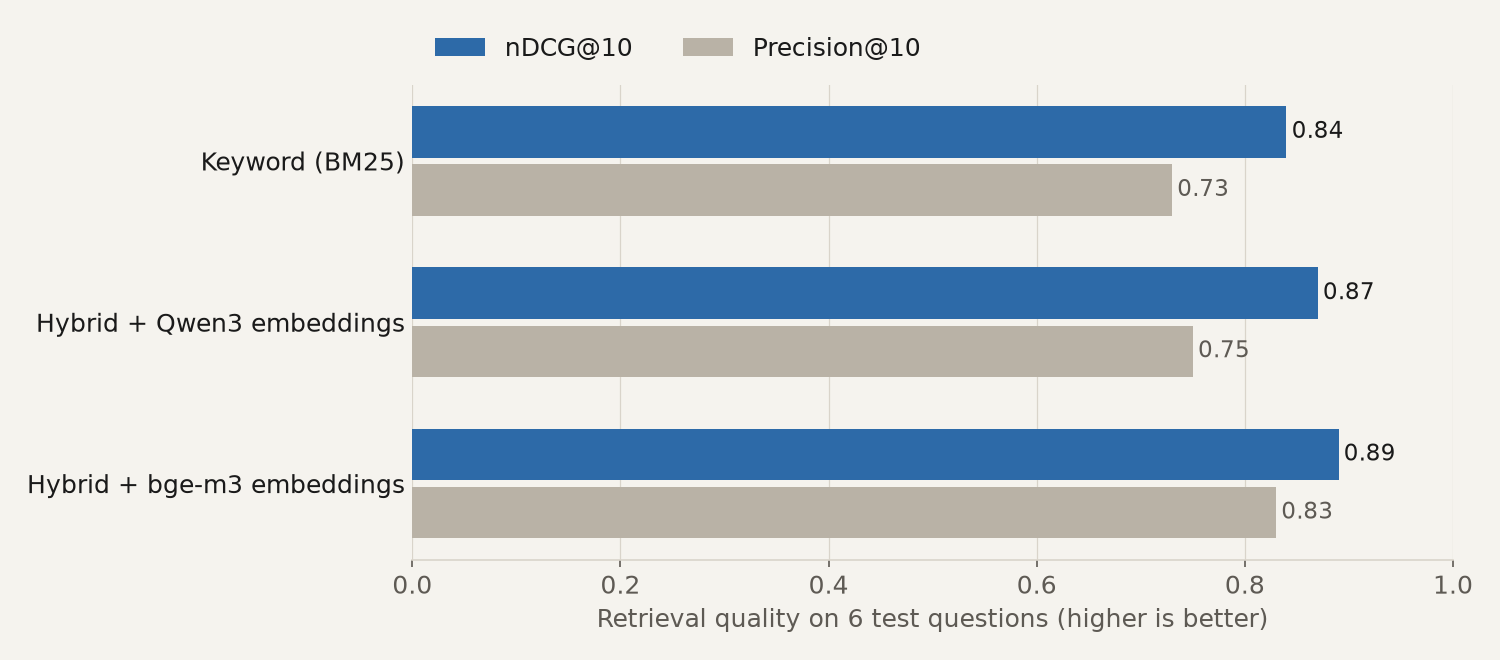 nDCG@10 Precision@10
Keyword (BM25)
0.84
0.73
Hybrid + Qwen3 embeddings
0.87
0.75
Hybrid + bge-m3 embeddings
0.89
0.83
0.0 0.2 0.4 0.6 0.8 1.0
Retrieval quality on 6 test questions (higher is better)